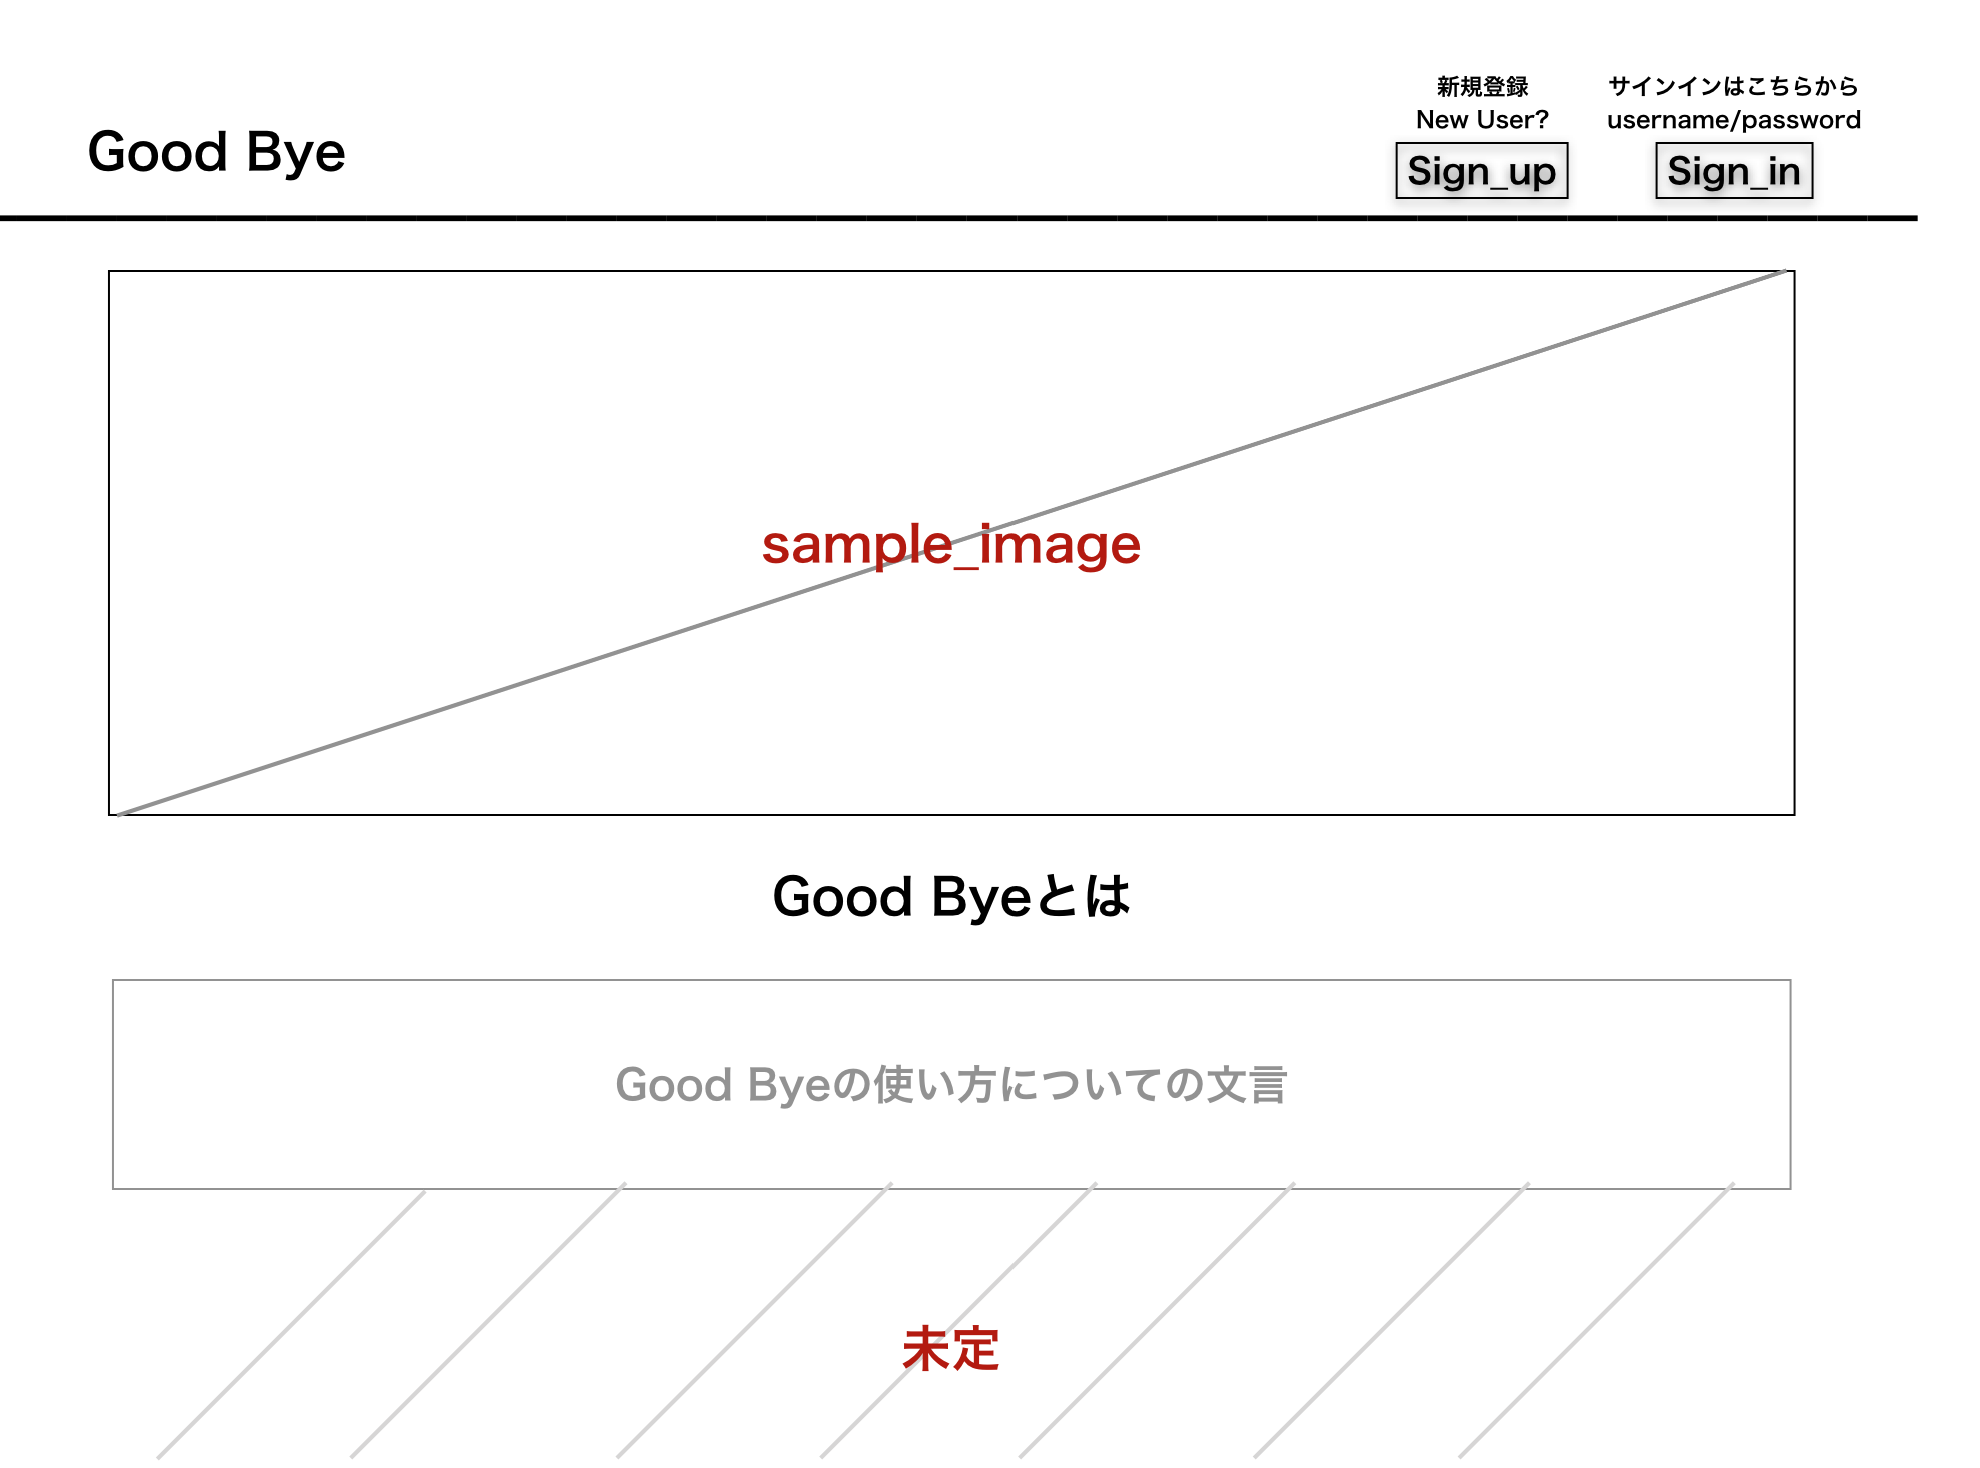 Good Bye
新規登録
New User?
Sign_up
サインインはこちらから
username/password
Sign_in
sample_image
Good Byeとは
Good Byeの使い方についての文言
未定